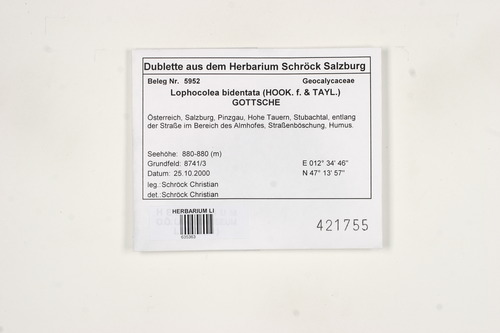 Dublette aus dem Herbarium Schröck Salzburg
Beleg Nr. 5952 Geocalycaceae
Lophocolea bidentata (HOOK. f. & TAYL.)
GOTTSCHE
Österreich, Salzburg, Pinzgau, Hohe Tauern, Stubachtal, entlang
der Straße im Bereich des Almhofes, Straßenböschung, Humus.
Seehöhe: 880-880 (m) E 012° 34' 46"
Grundfeld: 8741/3 N 47° 13' 57"
Datum: 25.10.2000
leg.:Schröck Christian
det.:Schröck Christian
HERBARIUM LI
421755